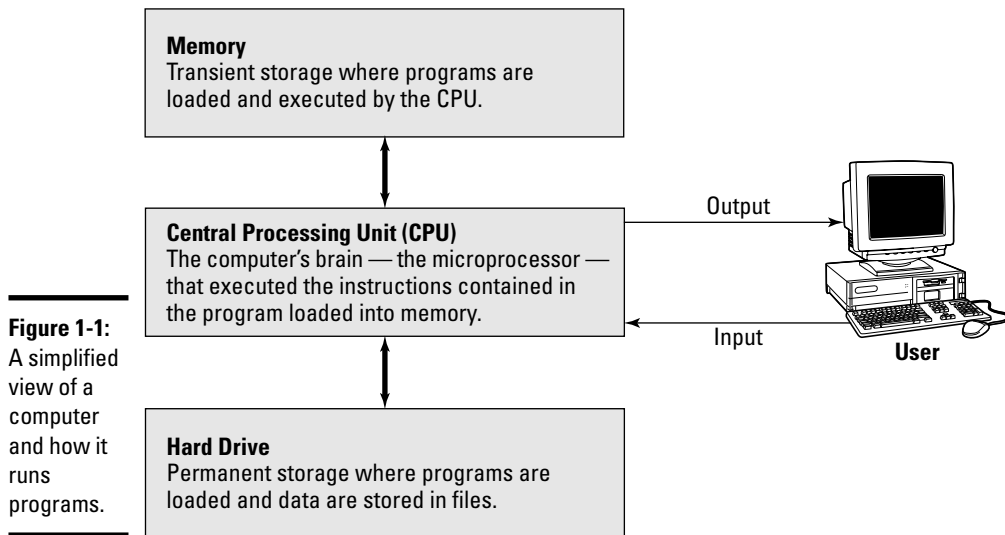 Memory
Transient storage where programs are
loaded and executed by the CPU.
Central Processing Unit (CPU)
The computer's brain — the microprocessor —
that executed the instructions contained in
the program loaded into memory.
Output
Input
User
Hard Drive
Permanent storage where programs are
loaded and data are stored in files.
Figure 1-1:
A simplified
view of a
computer
and how it
runs
programs.